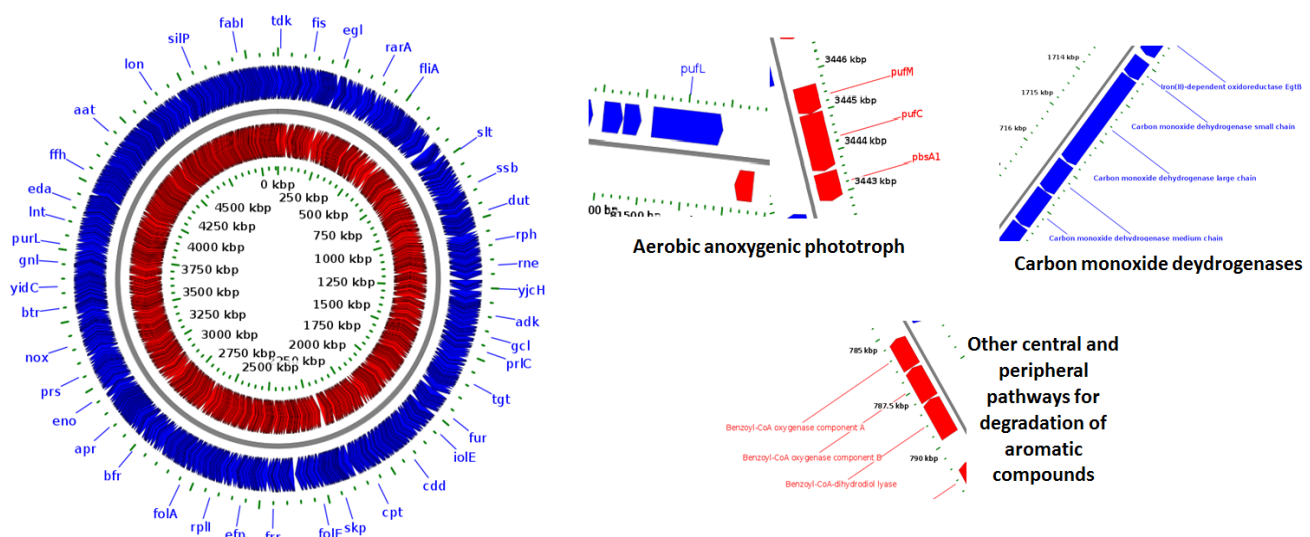 tdk
fis
egl
rarA
fliA
slt
ssb
dut
rph
rne
yjcH
adk
gcl
prlC
tgt
fur
iolE
cdd
cpt
skp
folE
frr
efp
rplI
folA
bfr
apr
eno
prs
nox
btr
yidC
gnl
purL
lnt
eda
ffh
aat
lon
silP
fabI
0 kbp
250 kbp
500 kbp
750 kbp
1000 kbp
1250 kbp
1500 kbp
1750 kbp
2000 kbp
2500 kbp
2750 kbp
3000 kbp
3250 kbp
3500 kbp
3750 kbp
4000 kbp
4250 kbp
4500 kbp
pufL
3446 kbp
pufM
3445 kbp
pufC
3444 kbp
pbsA1
3443 kbp
Aerobic anoxygenic phototroph
1714 kbp
Iron(II)-dependent oxidoreductase EgtB
1715 kbp
716 kbp
Carbon monoxide dehydrogenase small chain
Carbon monoxide dehydrogenase large chain
Carbon monoxide dehydrogenase medium chain
Carbon monoxide deydrogenases
785 kbp
787.5 kbp
Benzoyl-CoA oxygenase component A
Benzoyl-CoA oxygenase component B
790 kbp
Benzoyl-CoA-dihydrodiol lyase
Other central and
peripheral
pathways for
degradation of
aromatic
compounds